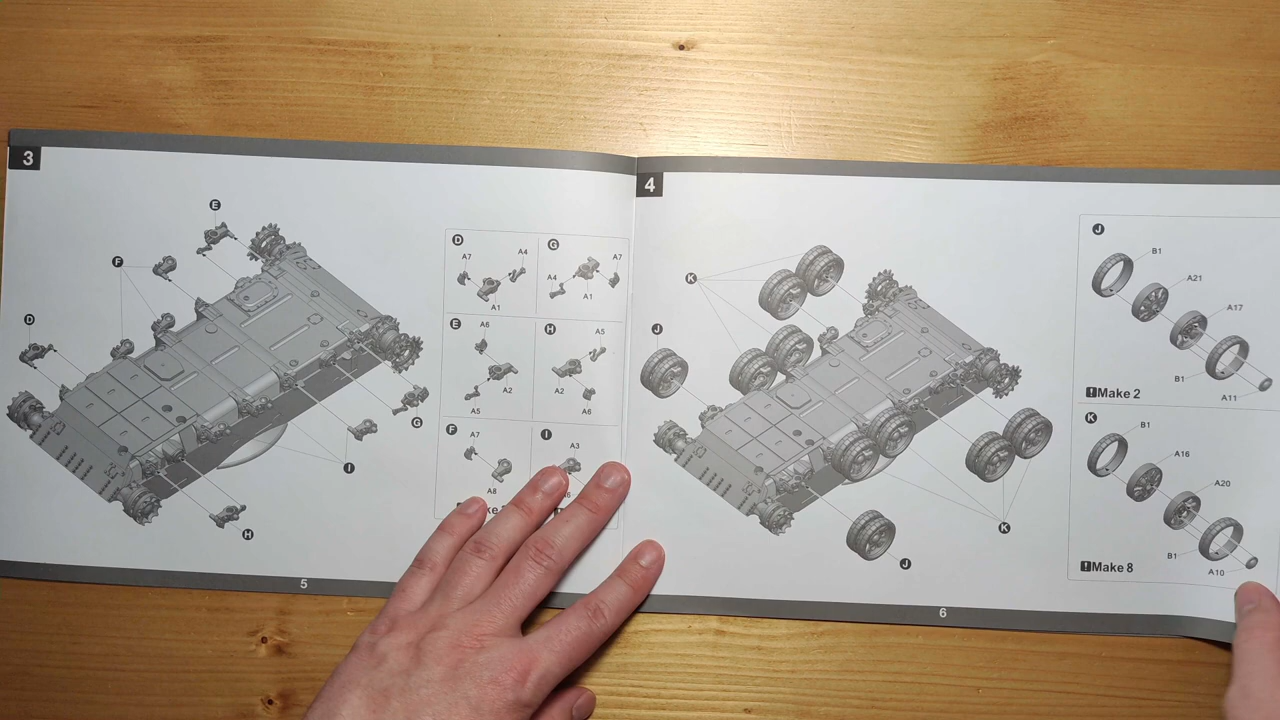 3
E
F
D
G
I
H
D
A7
A4
A1
G
A7
A4
A1
E
A6
A2
A5
H
A5
A2
A6
F
A7
A8
I
A3
5
4
K
J
K
J
J
B1
A21
A17
B1
A11
!Make 2
K
B1
A16
A20
B1
A10
!Make 8
6